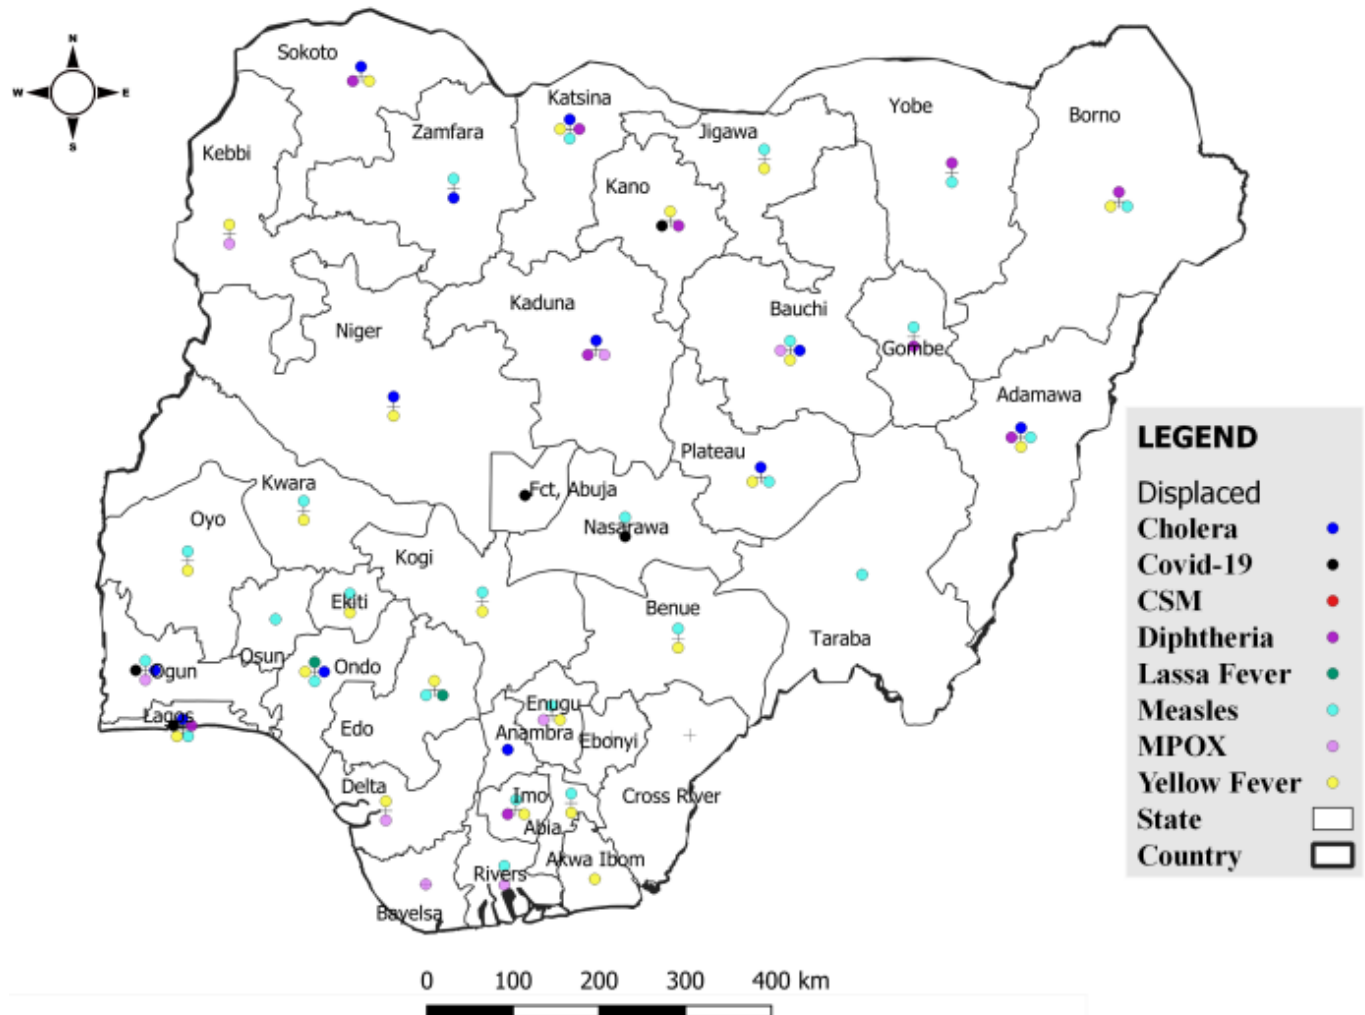 N
W E
S
Sokoto
Katsina
Zamfara
Jigawa
Yobe
Borno
Kebbi
Kano
Kaduna
Niger
Bauchi
Gombe
Adamawa
Plateau
Fct, Abuja
Kwara
Oyo
Nasarawa
Kogi
Ekiti
Benue
Taraba
Osun
Ogun
Ondo
Lagos
Edo
Enugu
Anambra
Ebonyi
Delta
Imo
Cross River
Abia
Akwa Ibom
Rivers
Bayelsa
LEGEND
Displaced
Cholera
Covid-19
CSM
Diphtheria
Lassa Fever
Measles
MPOX
Yellow Fever
State
Country
0 100 200 300 400 km